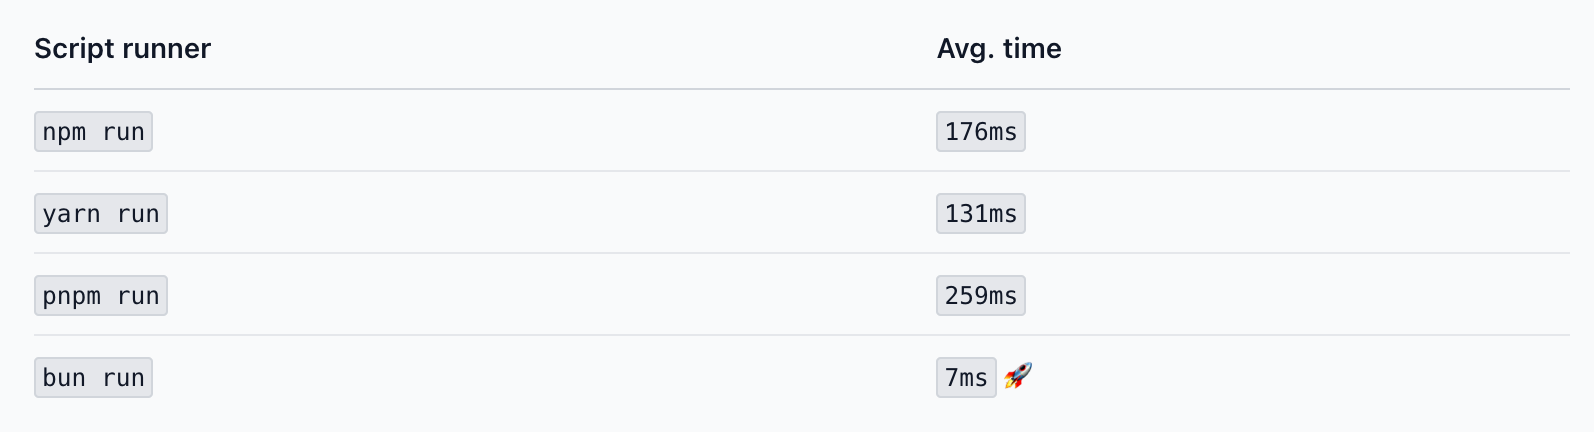 Script runner Avg. time
npm run 176ms
yarn run 131ms
pnpm run 259ms
bun run 7ms 🚀